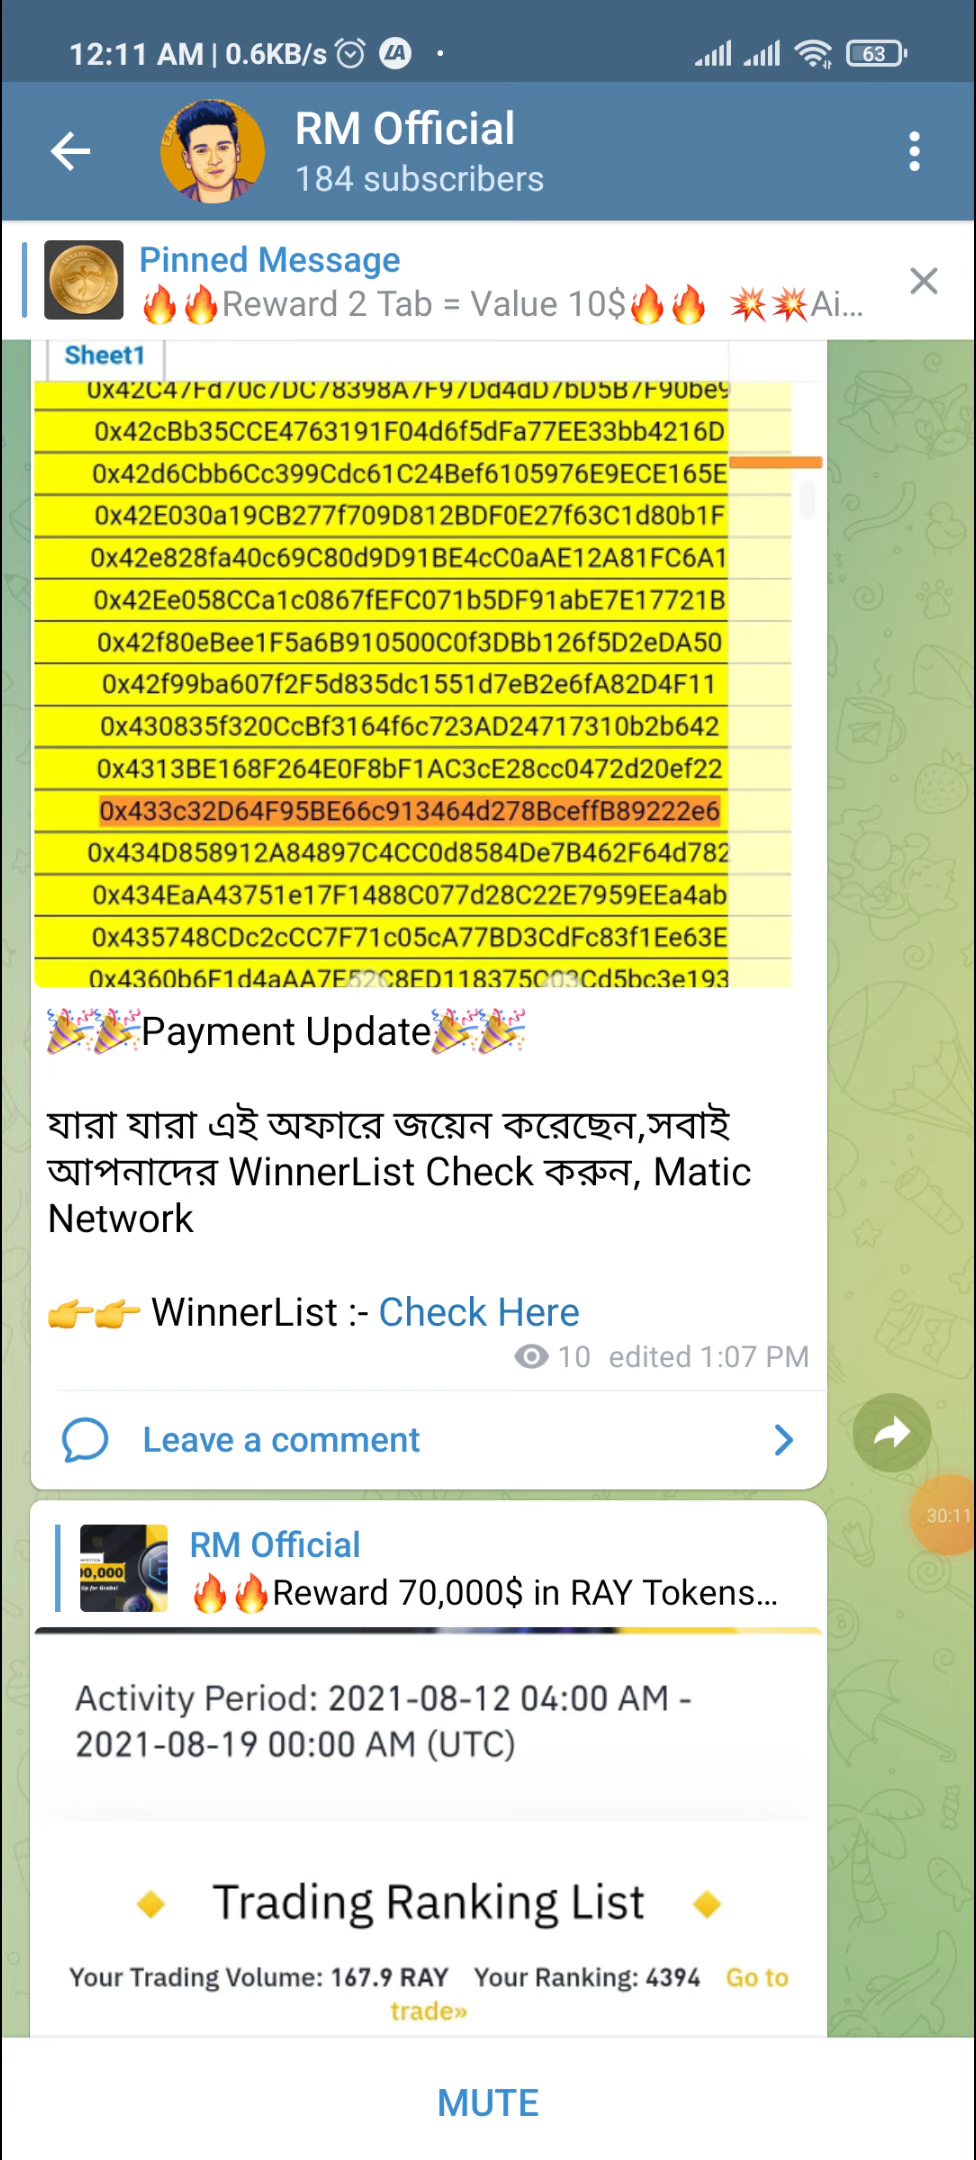 12:11 AM | 0.6KB/s
63
RM Official
184 subscribers
Pinned Message
🔥🔥Reward 2 Tab = Value 10$🔥🔥 💥💥Ai...
Sheet1
0x42C47Fd70c7DC78398A7F97Dd4dD7bD5B7F90be9
0x42cBb35CCE4763191F04d6f5dFa77EE33bb4216D
0x42d6Cbb6Cc399Cdc61C24Bef6105976E9ECE165E
0x42E030a19CB277f709D812BDF0E27f63C1d80b1F
0x42e828fa40c69C80d9D91BE4cC0aAE12A81FC6A1
0x42Ee058CCa1c0867fEFC071b5DF91abE7E17721B
0x42f80eBee1F5a6B910500C0f3DBb126f5D2eDA50
0x42f99ba607f2F5d835dc1551d7eB2e6fA82D4F11
0x430835f320CcBf3164f6c723AD24717310b2b642
0x4313BE168F264E0F8bF1AC3cE28cc0472d20ef22
0x433c32D64F95BE66c913464d278BceffB89222e6
0x434D858912A84897C4CC0d8584De7B462F64d782
0x434EaA43751e17F1488C077d28C22E7959EEa4ab
0x435748CDc2cCC7F71c05cA77BD3CdFc83f1Ee63E
0x4360b6F1d4aAA7E52C8ED118375C03Cd5bc3e193
🎉🎉Payment Update🎉🎉
যারা যারা এই অফারে জয়েন করেছেন,সবাই
আপনাদের WinnerList Check করুন, Matic
Network
👉👉 WinnerList :- Check Here
10 edited 1:07 PM
Leave a comment
30:11
RM Official
🔥🔥Reward 70,000$ in RAY Tokens...
Activity Period: 2021-08-12 04:00 AM -
2021-08-19 00:00 AM (UTC)
Trading Ranking List
Your Trading Volume: 167.9 RAY Your Ranking: 4394 Go to
trade»
MUTE